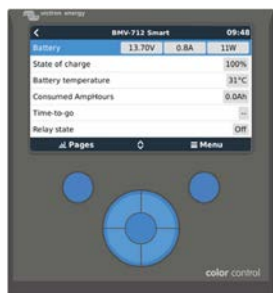 victron energy
BMV-712 Smart 09:48
Battery 13.70V 0.8A 11W
State of charge 100%
Battery temperature 31°C
Consumed AmpHours 0.0Ah
Time-to-go --
Relay state Off
Pages Menu
color control